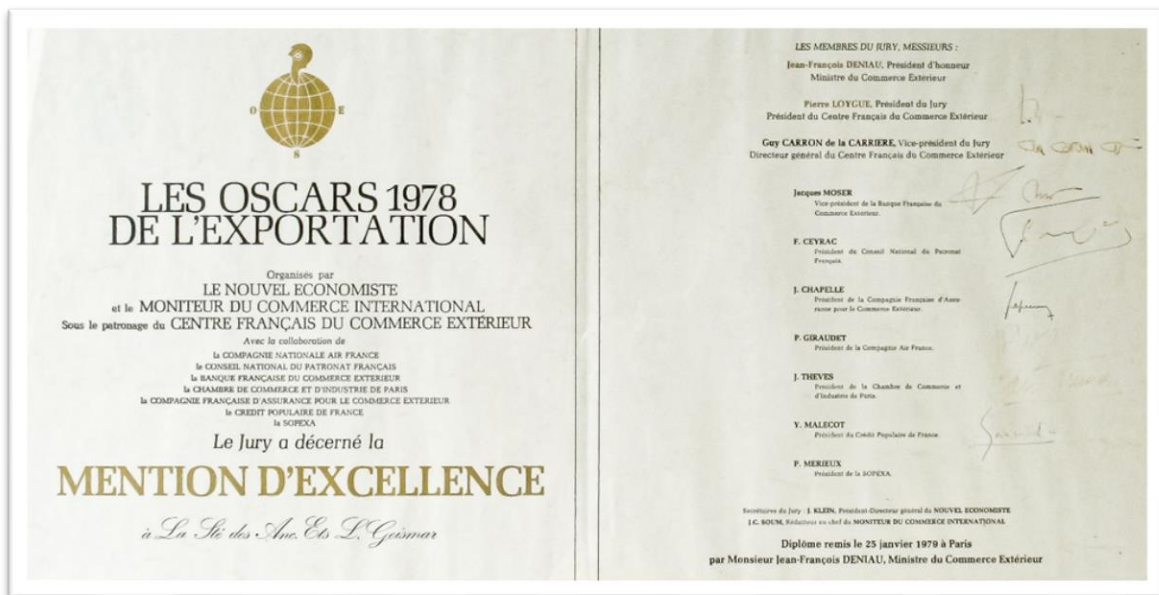 O E
S
LES OSCARS 1978
DE L'EXPORTATION
Organisés par
LE NOUVEL ECONOMISTE
et le MONITEUR DU COMMERCE INTERNATIONAL
Sous le patronage du CENTRE FRANÇAIS DU COMMERCE EXTÉRIEUR
Avec la collaboration de
la COMPAGNIE NATIONALE AIR FRANCE
le CONSEIL NATIONAL DU PATRONAT FRANÇAIS
la BANQUE FRANÇAISE DU COMMERCE EXTERIEUR
la CHAMBRE DE COMMERCE ET D'INDUSTRIE DE PARIS
la COMPAGNIE FRANÇAISE D'ASSURANCE POUR LE COMMERCE EXTERIEUR
le CREDIT POPULAIRE DE FRANCE
la SOPEXA
Le Jury a décerné la
MENTION D'EXCELLENCE
à La Sté des Anc. Ets L. Geismar
LES MEMBRES DU JURY, MESSIEURS :
Jean-François DENIAU, Président d'honneur
Ministre du Commerce Extérieur
Pierre LOYGUE, Président du Jury
Président du Centre Français du Commerce Extérieur
Guy CARRON de la CARRIERE, Vice-président du Jury
Directeur général du Centre Français du Commerce Extérieur
Jacques MOSER
Vice-président de la Banque Française du
Commerce Exterieur.
F. CEYRAC
Président du Conseil National du Patronat
Français.
J. CHAPELLE
Président de la Compagnie Française d'Assu-
rance pour le Commerce Extérieur.
P. GIRAUDET
Président de la Compagnie Air France.
J. THEVES
Président de la Chambre de Commerce et
d'Industrie de Paris.
Y. MALECOT
Président du Crédit Populaire de France.
P. MERIEUX
Président de la SOPEXA.
Secrétaires du Jury : J. KLEIN, Président-Directeur général du NOUVEL ECONOMISTE
J.C. SOUM, Rédacteur en chef du MONITEUR DU COMMERCE INTERNATIONAL
Diplôme remis le 25 janvier 1979 à Paris
par Monsieur Jean-François DENIAU, Ministre du Commerce Extérieur